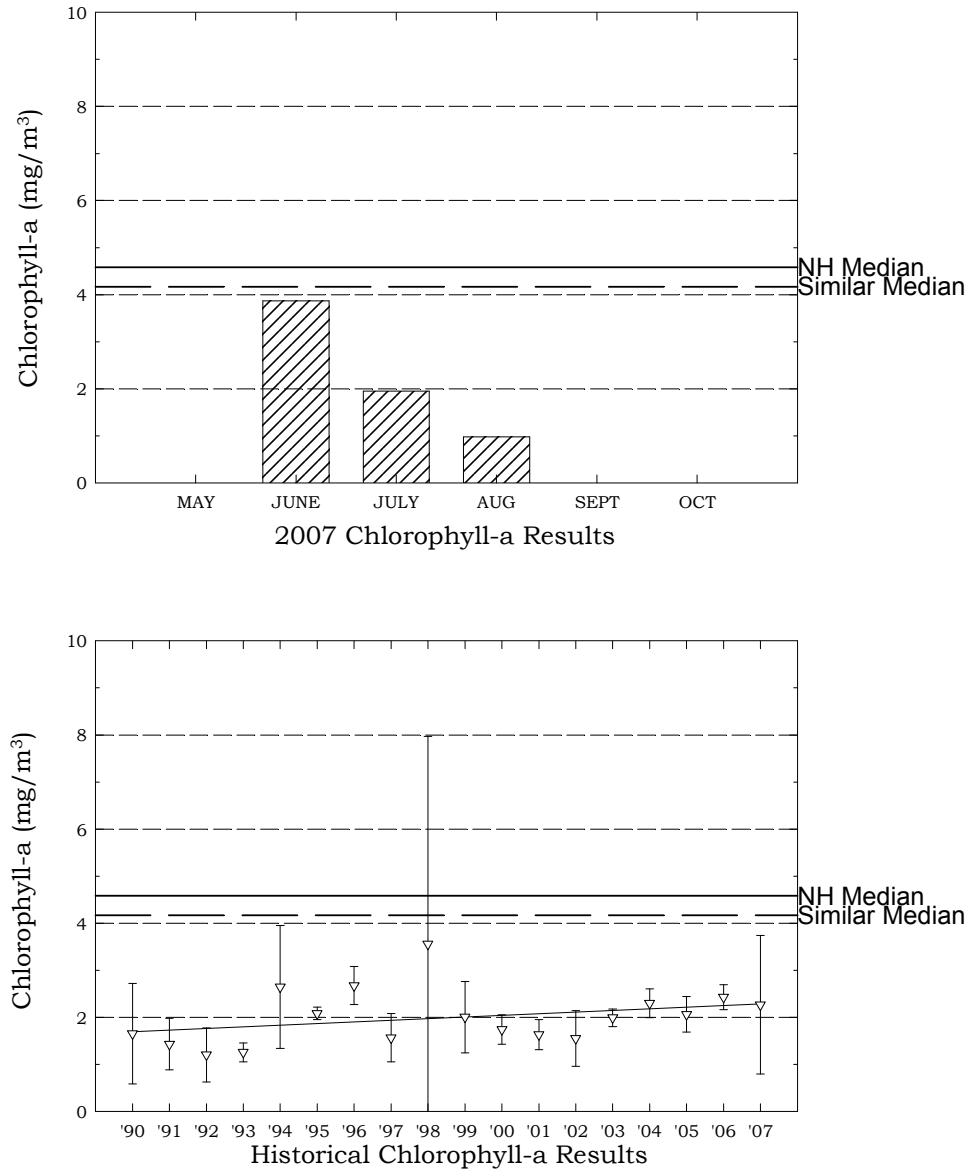 10
8
6
4
2
0
Chlorophyll-a (mg/m³)
NH Median
Similar Median
MAY JUNE JULY AUG SEPT OCT
2007 Chlorophyll-a Results
10
8
6
4
2
0
Chlorophyll-a (mg/m³)
NH Median
Similar Median
'90 '91 '92 '93 '94 '95 '96 '97 '98 '99 '00 '01 '02 '03 '04 '05 '06 '07
Historical Chlorophyll-a Results